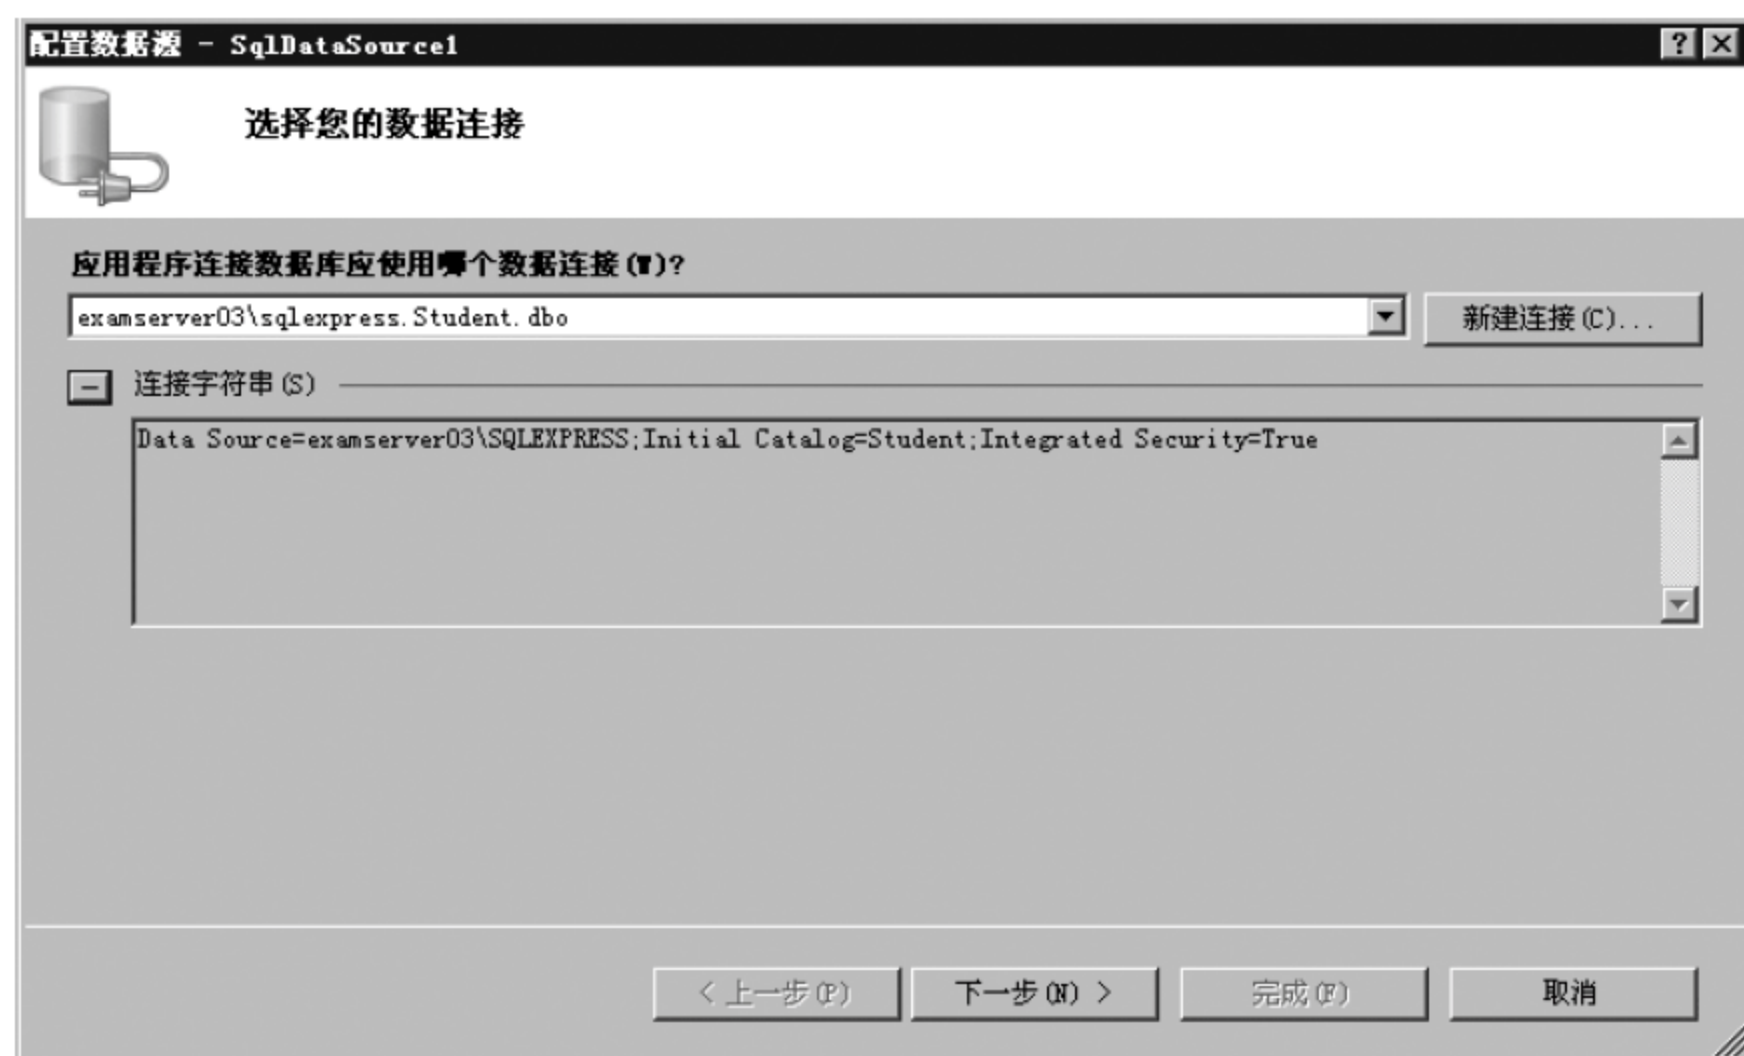 配置数据源 - SqlDataSource1
选择您的数据连接
应用程序连接数据库应使用哪个数据连接(W)?
examserver03\sqlexpress.Student.dbo
新建连接(C)...
连接字符串(S)
Data Source=examserver03\SQLEXPRESS;Initial Catalog=Student;Integrated Security=True
< 上一步(P)
下一步(N) >
完成(F)
取消